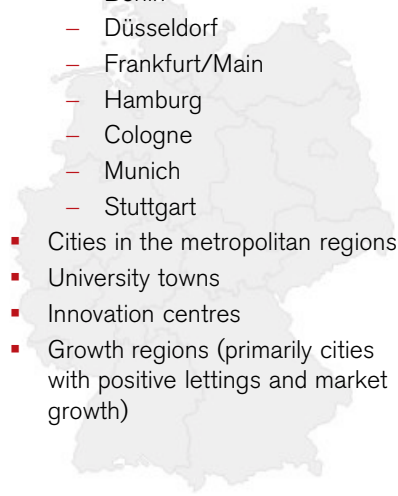 – Düsseldorf
– Frankfurt/Main
– Hamburg
– Cologne
– Munich
– Stuttgart
▪ Cities in the metropolitan regions
▪ University towns
▪ Innovation centres
▪ Growth regions (primarily cities
with positive lettings and market
growth)